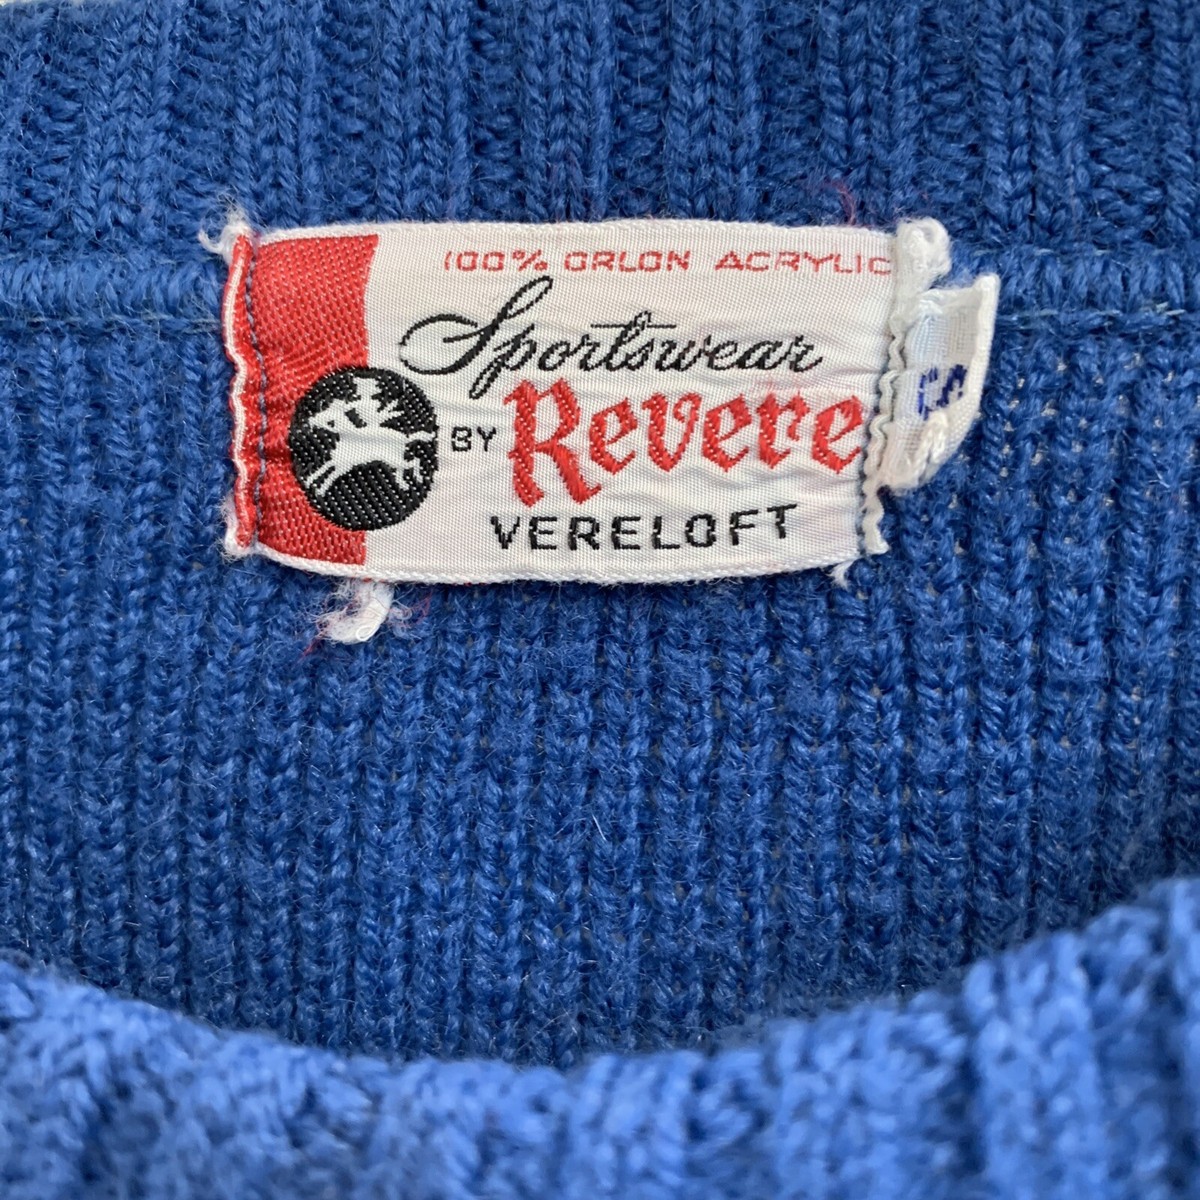 100% ORLON ACRYLIC
Sportswear
BY Revere
VERELOFT